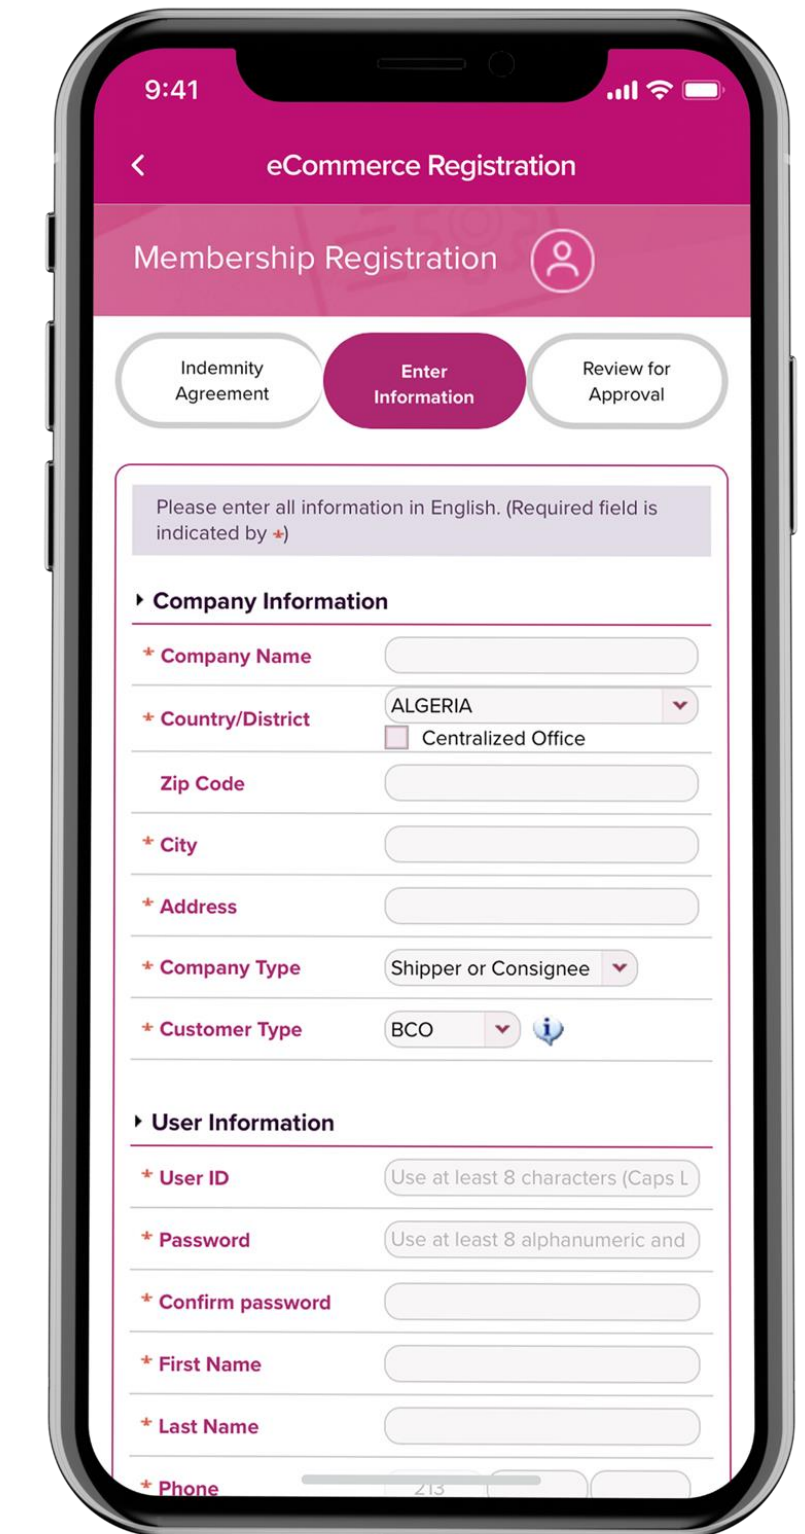 9:41
eCommerce Registration
Membership Registration
Indemnity
Agreement
Enter
Information
Review for
Approval
Please enter all information in English. (Required field is
indicated by *)
Company Information
* Company Name
* Country/District
ALGERIA
Centralized Office
Zip Code
* City
* Address
* Company Type
Shipper or Consignee
* Customer Type
BCO
i
User Information
* User ID
Use at least 8 characters (Caps L
* Password
Use at least 8 alphanumeric and
* Confirm password
* First Name
* Last Name
* Phone
213